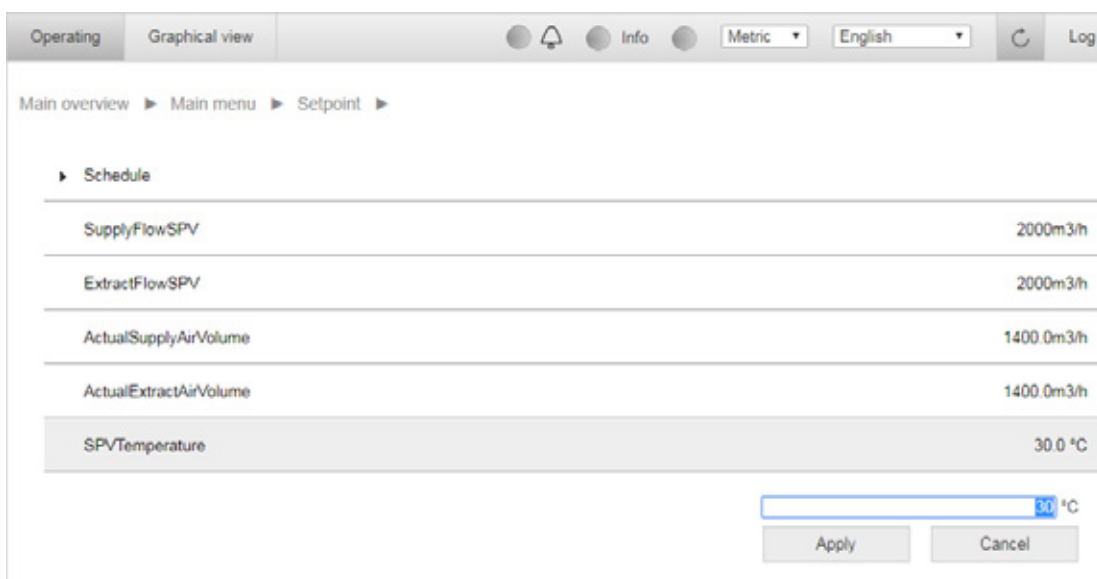 Operating Graphical view Info Metric English Log
Main overview ► Main menu ► Setpoint ►
Schedule
SupplyFlowSPV 2000m3/h
ExtractFlowSPV 2000m3/h
ActualSupplyAirVolume 1400.0m3/h
ActualExtractAirVolume 1400.0m3/h
SPVTemperature 30.0 °C
30 °C
Apply Cancel